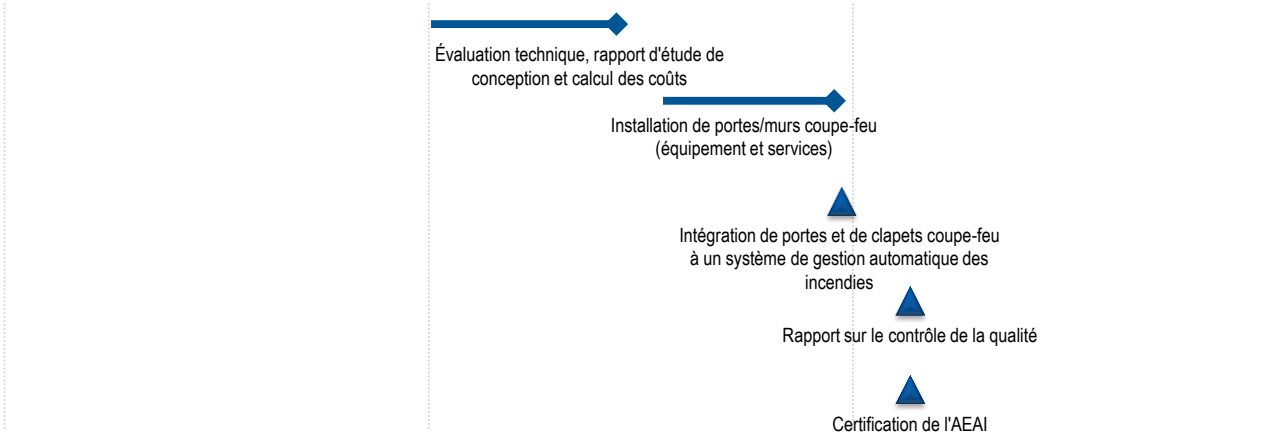 Évaluation technique, rapport d'étude de
conception et calcul des coûts
Installation de portes/murs coupe-feu
(équipement et services)
Intégration de portes et de clapets coupe-feu
à un système de gestion automatique des
incendies
Rapport sur le contrôle de la qualité
Certification de l'AEAI